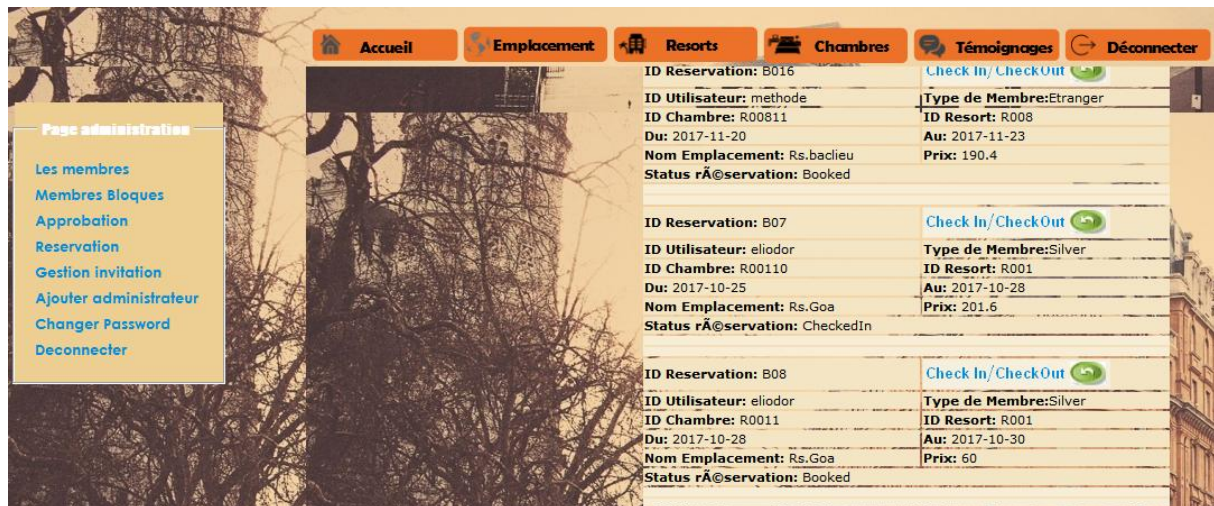 Accueil Emplacement Resorts Chambres Témoignages Déconnecter
Page administration
Les membres
Membres Bloques
Approbation
Reservation
Gestion invitation
Ajouter administrateur
Changer Password
Deconnecter
ID Reservation: B016 Check In/CheckOut
ID Utilisateur: methode Type de Membre:Etranger
ID Chambre: R00811 ID Resort: R008
Du: 2017-11-20 Au: 2017-11-23
Nom Emplacement: Rs.baclieu Prix: 190.4
Status rÃ©servation: Booked
ID Reservation: B07 Check In/CheckOut
ID Utilisateur: eliodor Type de Membre:Silver
ID Chambre: R00110 ID Resort: R001
Du: 2017-10-25 Au: 2017-10-28
Nom Emplacement: Rs.Goa Prix: 201.6
Status rÃ©servation: CheckedIn
ID Reservation: B08 Check In/CheckOut
ID Utilisateur: eliodor Type de Membre:Silver
ID Chambre: R0011 ID Resort: R001
Du: 2017-10-28 Au: 2017-10-30
Nom Emplacement: Rs.Goa Prix: 60
Status rÃ©servation: Booked